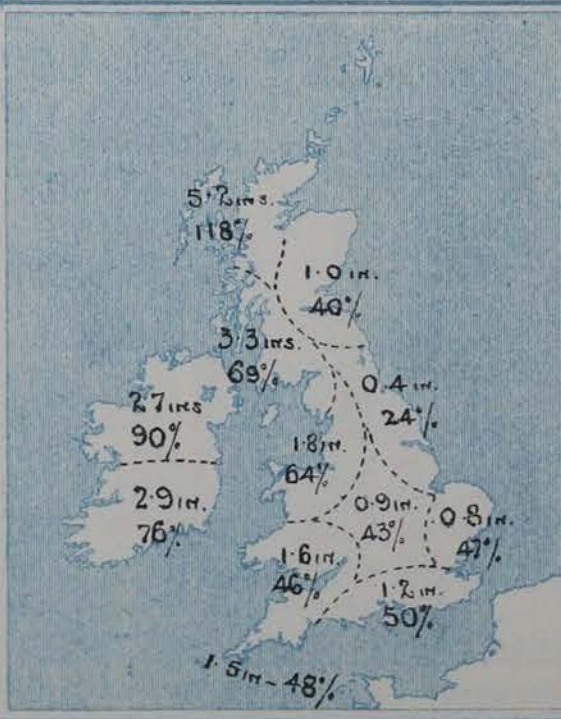 5.2 ins.
118%
1.0 in.
40%
3.3 ins.
69%
0.4 in.
24%
2.7 ins
90%
1.8 in.
64%
2.9 in.
76%
0.9 in.
43%
0.8 in.
47%
1.6 in.
46%
1.2 in.
50%
1.5 in - 48%